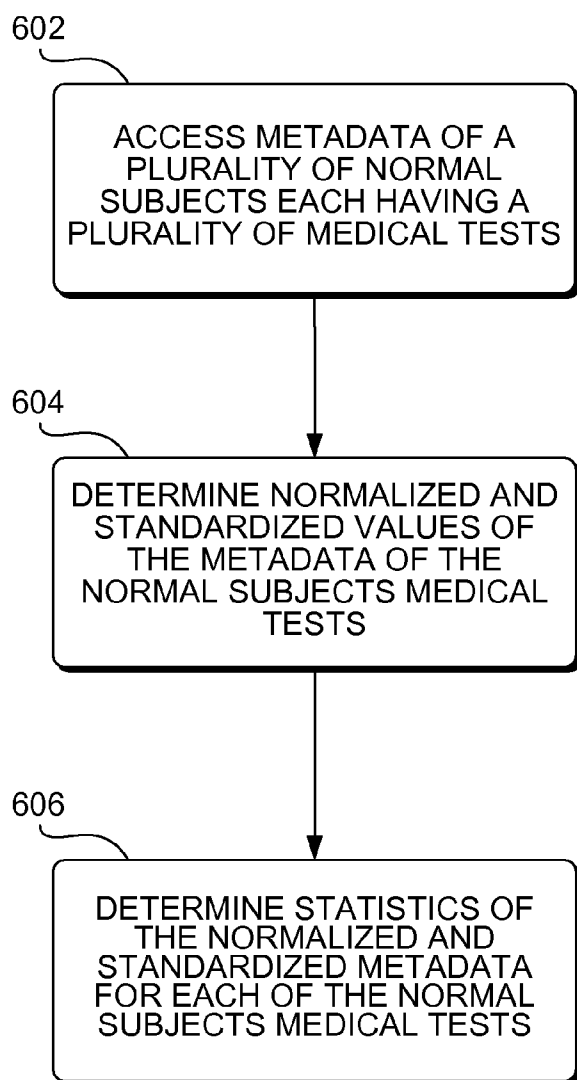 602
ACCESS METADATA OF A
PLURALITY OF NORMAL
SUBJECTS EACH HAVING A
PLURALITY OF MEDICAL TESTS
604
DETERMINE NORMALIZED AND
STANDARDIZED VALUES OF
THE METADATA OF THE
NORMAL SUBJECTS MEDICAL
TESTS
606
DETERMINE STATISTICS OF
THE NORMALIZED AND
STANDARDIZED METADATA
FOR EACH OF THE NORMAL
SUBJECTS MEDICAL TESTS